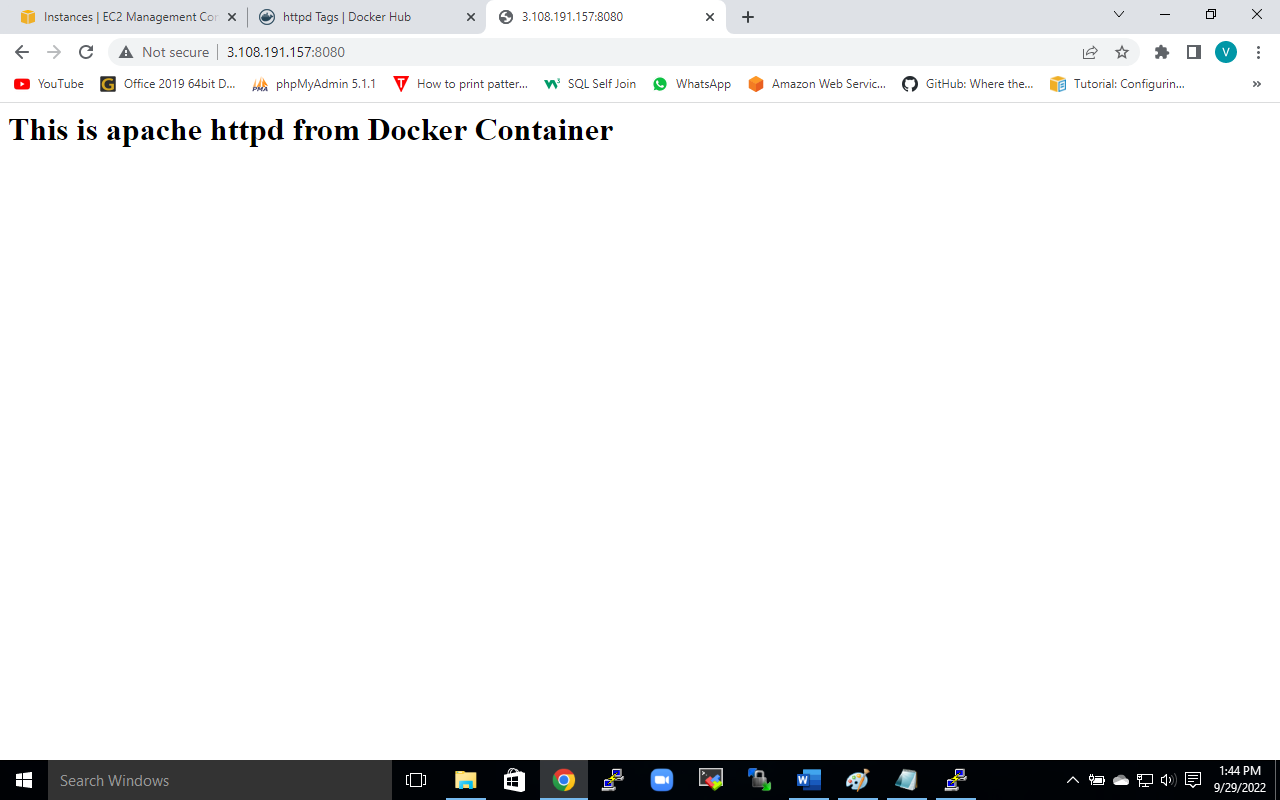 Instances | EC2 Management Con
httpd Tags | Docker Hub
3.108.191.157:8080
Not secure
3.108.191.157:8080
V
YouTube
Office 2019 64bit D...
phpMyAdmin 5.1.1
How to print patter...
SQL Self Join
WhatsApp
Amazon Web Servic...
GitHub: Where the...
Tutorial: Configurin...
»
This is apache httpd from Docker Container
Search Windows
1:44 PM
9/29/2022